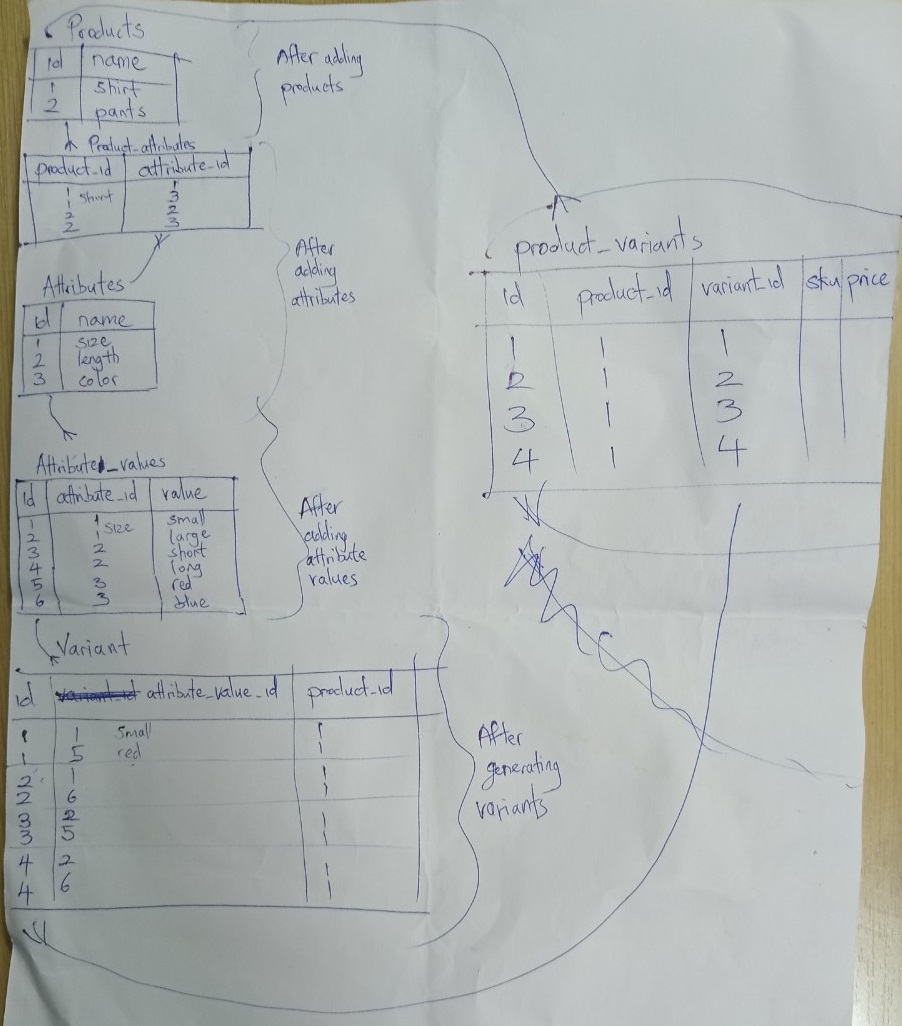 Products
id name
1 shirt
2 pants
After adding
products
Product_attributes
product_id attribute_id
1 shirt 1
1 3
2 2
2 3
After
adding
attributes
Attributes
id name
1 size
2 length
3 color
Attribute_values
id attribute_id value
1 1 size small
2 1 large
3 2 short
4 2 long
5 3 red
6 3 blue
After
adding
attribute
values
Variant
id variant_id attribute_value_id product_id
1 1 small 1
1 5 red 1
2 1 1
2 6 1
3 2 1
3 5 1
4 2 1
4 6 1
After
generating
variants
product_variants
id product_id variant_id sku price
1 1 1
2 1 2
3 1 3
4 1 4